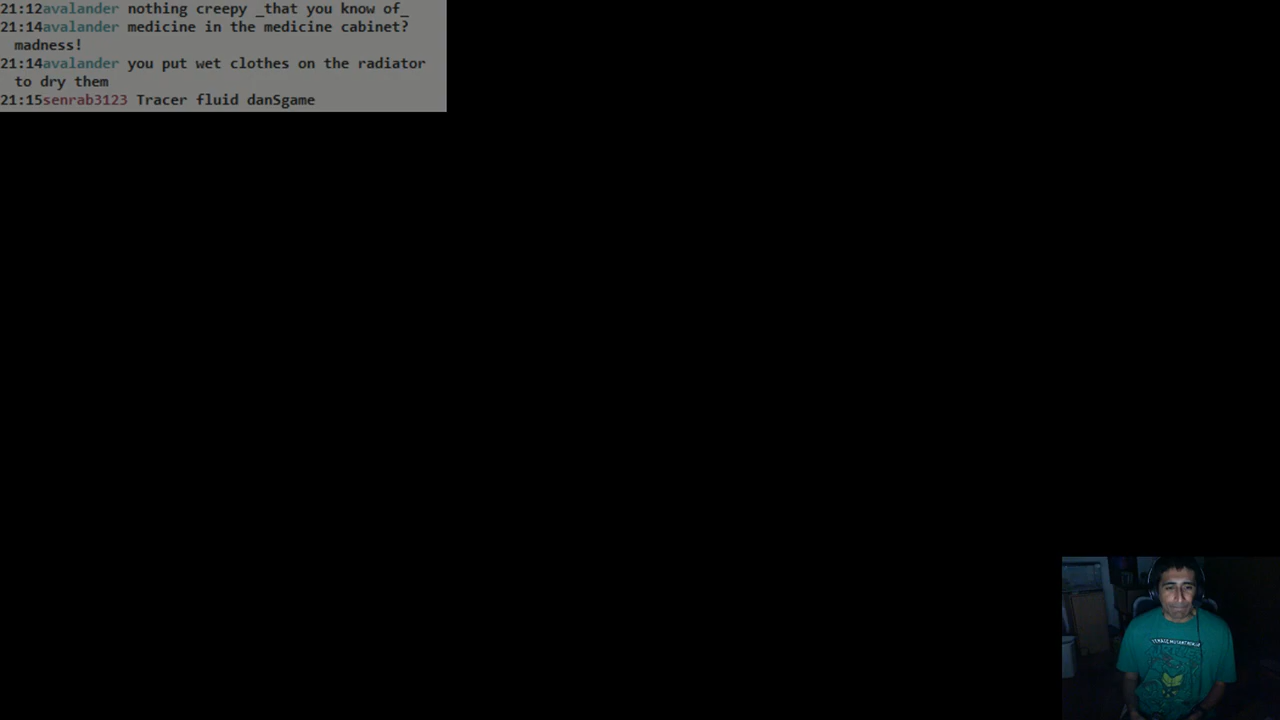 21:12avalander nothing creepy _that you know of_
21:14avalander medicine in the medicine cabinet?
madness!
21:14avalander you put wet clothes on the radiator
to dry them
21:15senrab3123 Tracer fluid danSgame